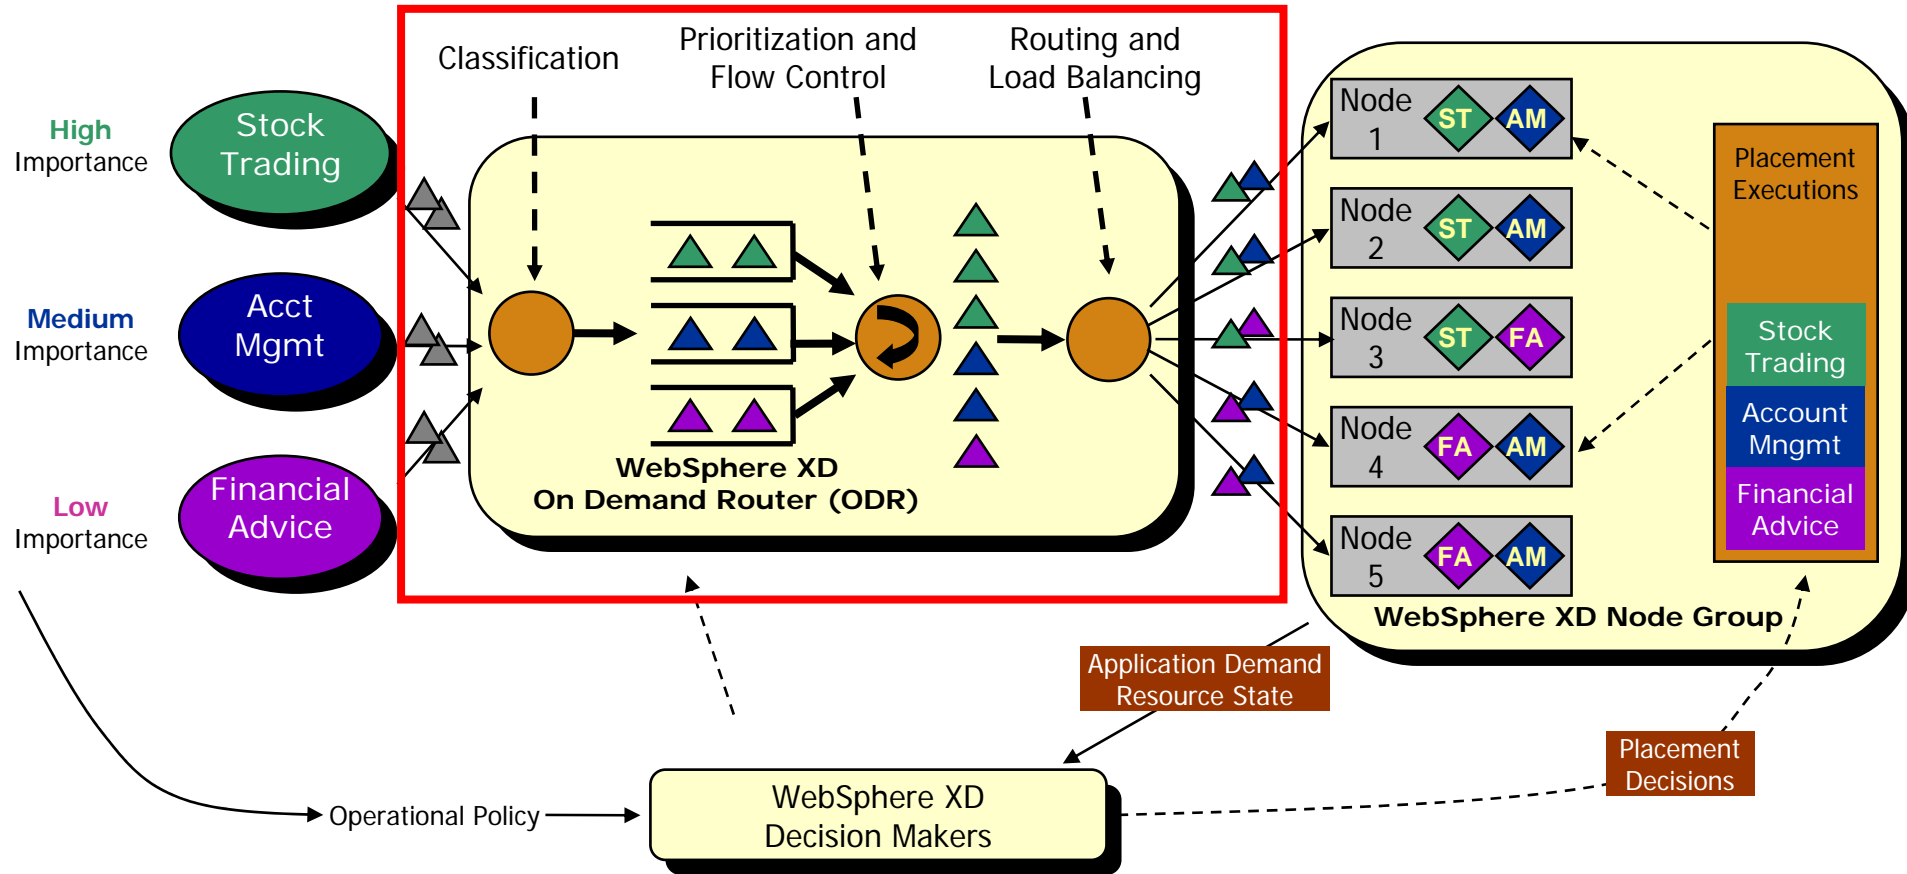 Classification
Prioritization and
Flow Control
Routing and
Load Balancing
High
Importance
Stock
Trading
Medium
Importance
Acct
Mgmt
Low
Importance
Financial
Advice
WebSphere XD
On Demand Router (ODR)
Node
1
ST
AM
Node
2
ST
AM
Node
3
ST
FA
Node
4
FA
AM
Node
5
FA
AM
Placement
Executions
Stock
Trading
Account
Mngmt
Financial
Advice
WebSphere XD Node Group
Application Demand
Resource State
Placement
Decisions
Operational Policy
WebSphere XD
Decision Makers